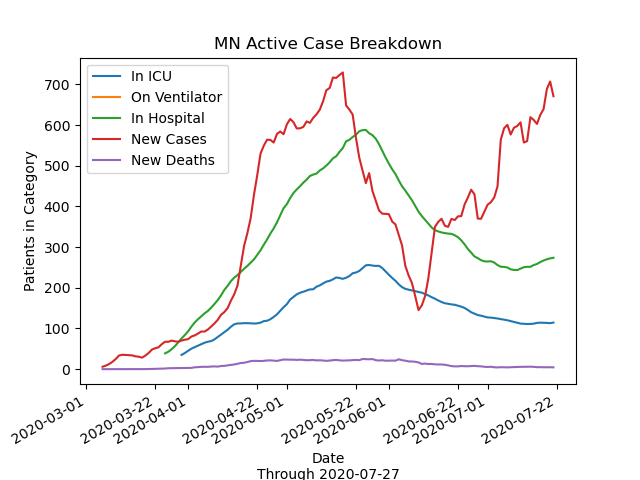 MN Active Case Breakdown
In ICU
On Ventilator
In Hospital
New Cases
New Deaths
Patients in Category
700
600
500
400
300
200
100
0
2020-03-01
2020-03-22
2020-04-01
2020-04-22
2020-05-01
2020-05-22
2020-06-01
2020-06-22
2020-07-01
2020-07-22
Date
Through 2020-07-27